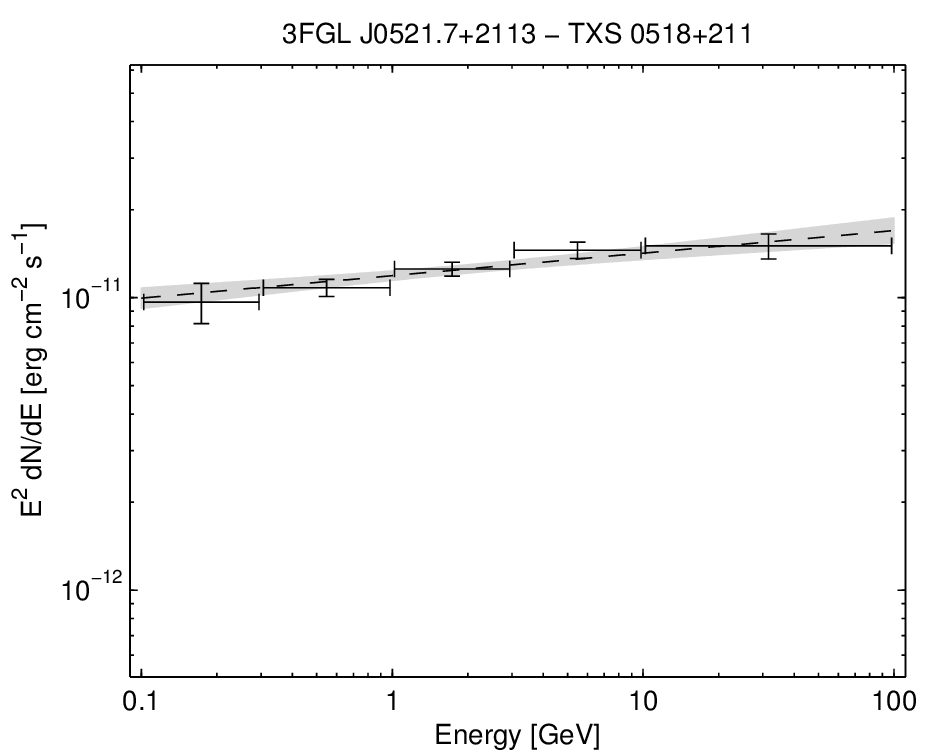 3FGL J0521.7+2113 − TXS 0518+211
E² dN/dE [erg cm⁻² s⁻¹]
10⁻¹¹
10⁻¹²
0.1 1 10 100
Energy [GeV]